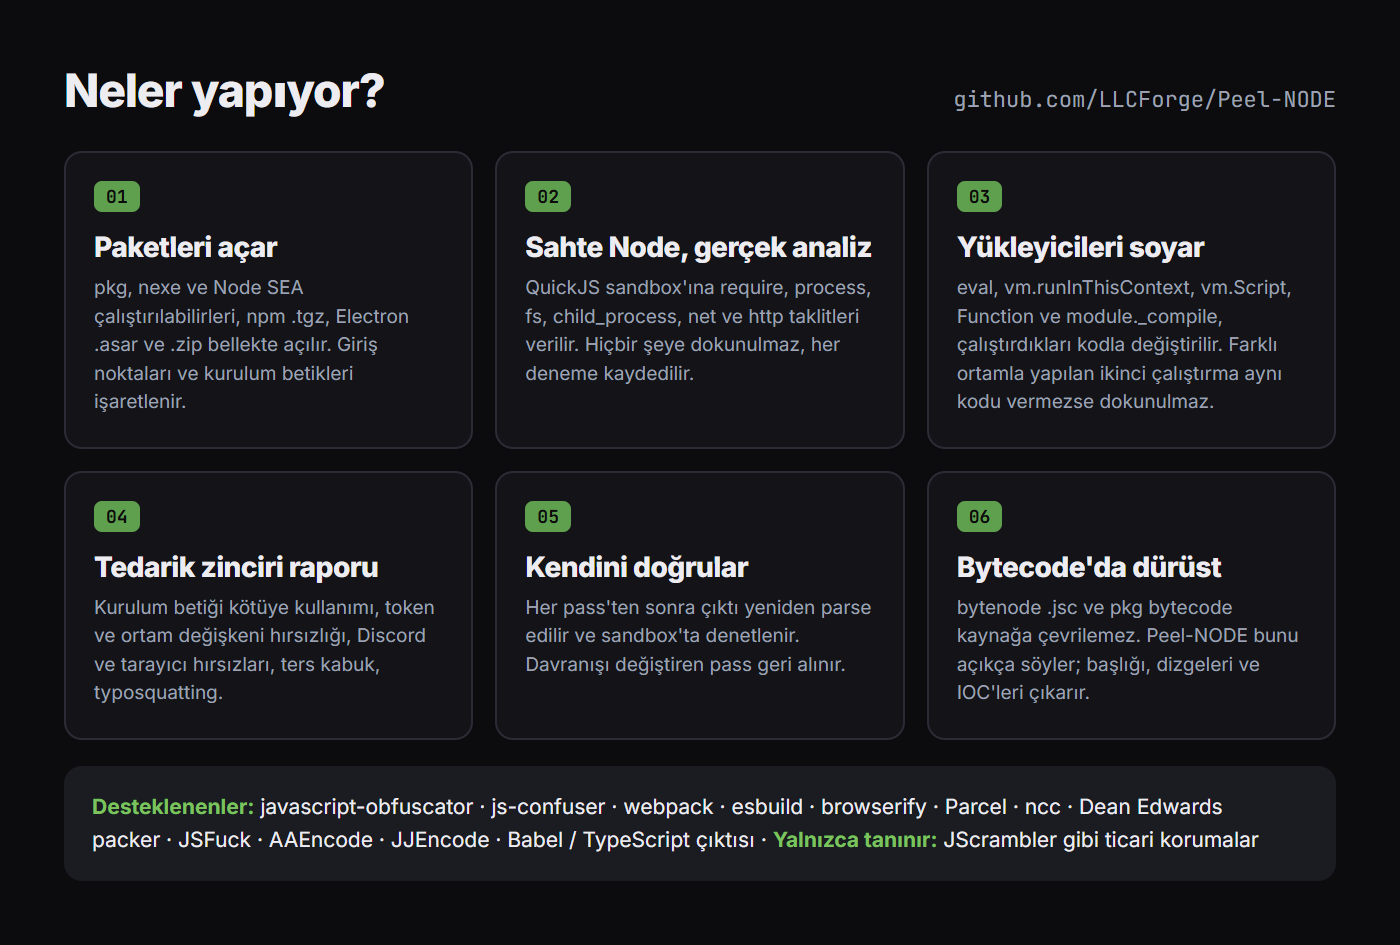 Neler yapıyor?
github.com/LLCForge/Peel-NODE
01
Paketleri açar
pkg, nexe ve Node SEA
çalıştırılabilirleri, npm .tgz, Electron
.asar ve .zip bellekte açılır. Giriş
noktaları ve kurulum betikleri
işaretlenir.
02
Sahte Node, gerçek analiz
QuickJS sandbox'ına require, process,
fs, child_process, net ve http taklitleri
verilir. Hiçbir şeye dokunulmaz, her
deneme kaydedilir.
03
Yükleyicileri soyar
eval, vm.runInThisContext, vm.Script,
Function ve module._compile,
çalıştırdıkları kodla değiştirilir. Farklı
ortamla yapılan ikinci çalıştırma aynı
kodu vermezse dokunulmaz.
04
Tedarik zinciri raporu
Kurulum betiği kötüye kullanımı, token
ve ortam değişkeni hırsızlığı, Discord
ve tarayıcı hırsızları, ters kabuk,
typosquatting.
05
Kendini doğrular
Her pass'ten sonra çıktı yeniden parse
edilir ve sandbox'ta denetlenir.
Davranışı değiştiren pass geri alınır.
06
Bytecode'da dürüst
bytenode .jsc ve pkg bytecode
kaynağa çevrilemez. Peel-NODE bunu
açıkça söyler; başlığı, dizgeleri ve
IOC'leri çıkarır.
Desteklenenler: javascript-obfuscator · js-confuser · webpack · esbuild · browserify · Parcel · ncc · Dean Edwards
packer · JSFuck · AAEncode · JJEncode · Babel / TypeScript çıktısı · Yalnızca tanınır: JScrambler gibi ticari korumalar